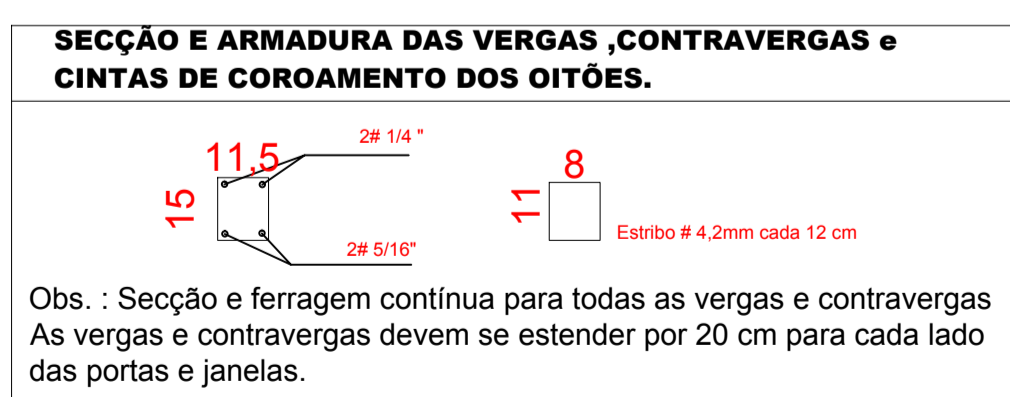 SECÇÃO E ARMADURA DAS VERGAS ,CONTRAVERGAS e
CINTAS DE COROAMENTO DOS OITÕES.
2# 1/4 "
11,5
15
2# 5/16"
8
11
Estribo # 4,2mm cada 12 cm
Obs. : Secção e ferragem contínua para todas as vergas e contravergas
As vergas e contravergas devem se estender por 20 cm para cada lado
das portas e janelas.